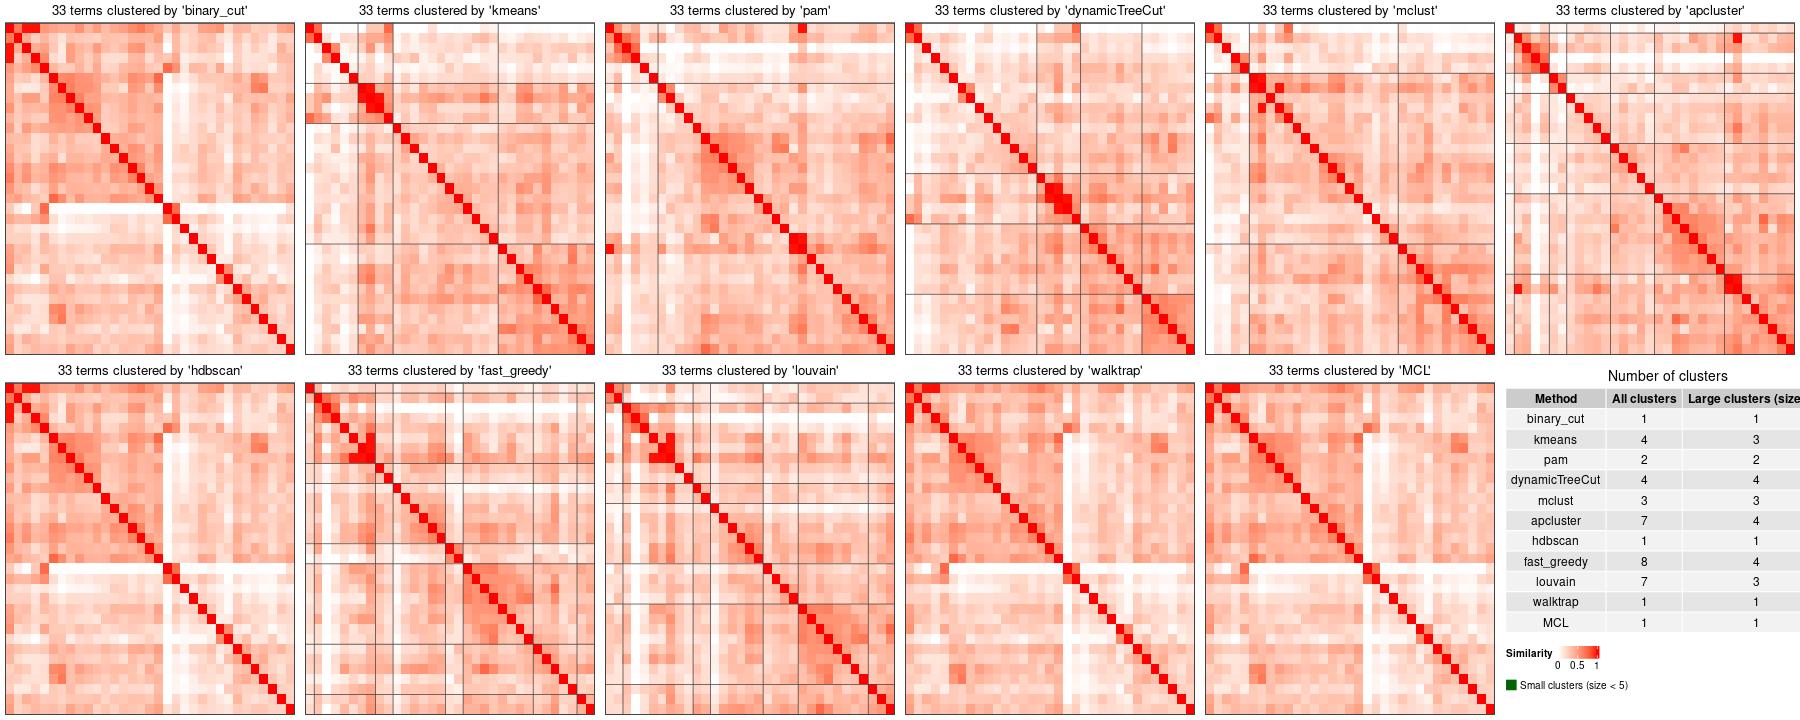 33 terms clustered by 'binary_cut'
33 terms clustered by 'kmeans'
33 terms clustered by 'pam'
33 terms clustered by 'dynamicTreeCut'
33 terms clustered by 'mclust'
33 terms clustered by 'apcluster'
33 terms clustered by 'hdbscan'
33 terms clustered by 'fast_greedy'
33 terms clustered by 'louvain'
33 terms clustered by 'walktrap'
33 terms clustered by 'MCL'
Number of clusters
Method All clusters Large clusters (size
binary_cut 1 1
kmeans 4 3
pam 2 2
dynamicTreeCut 4 4
mclust 3 3
apcluster 7 4
hdbscan 1 1
fast_greedy 8 4
louvain 7 3
walktrap 1 1
MCL 1 1
Similarity
0 0.5 1
Small clusters (size < 5)